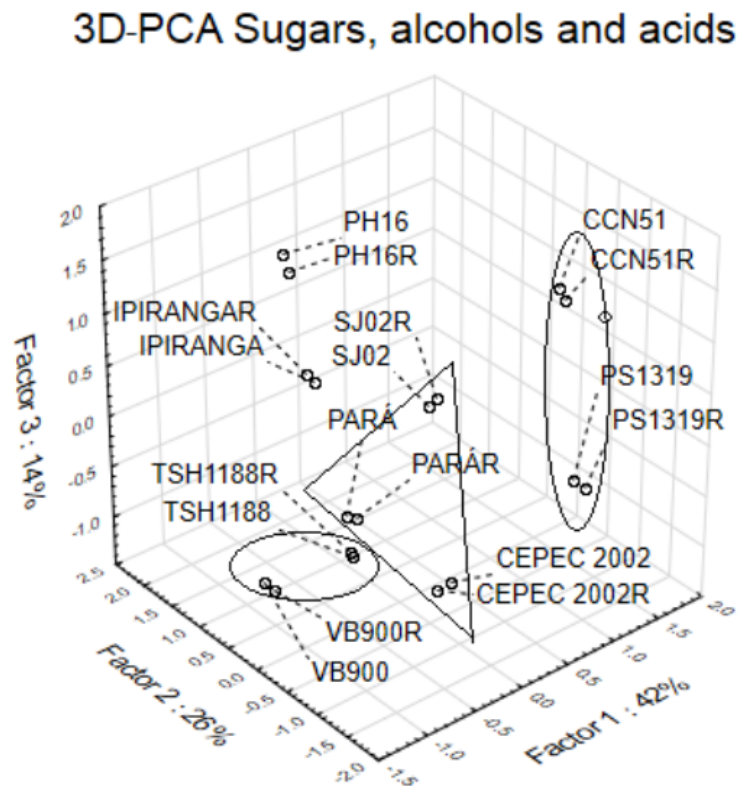 3D-PCA Sugars, alcohols and acids
PH16
PH16R
CCN51
CCN51R
IPIRANGAR
IPIRANGA
SJ02R
SJ02
PS1319
PS1319R
PARÁ
PARÁR
TSH1188R
TSH1188
CEPEC 2002
CEPEC 2002R
VB900R
VB900
Factor 3 : 14%
2.0
1.5
1.0
0.5
0.0
-0.5
-1.0
Factor 2 : 26%
2.5
2.0
1.5
1.0
0.5
0.0
-0.5
-1.0
-1.5
-2.0
Factor 1 : 42%
-1.5
-1.0
-0.5
0.0
0.5
1.0
1.5
2.0